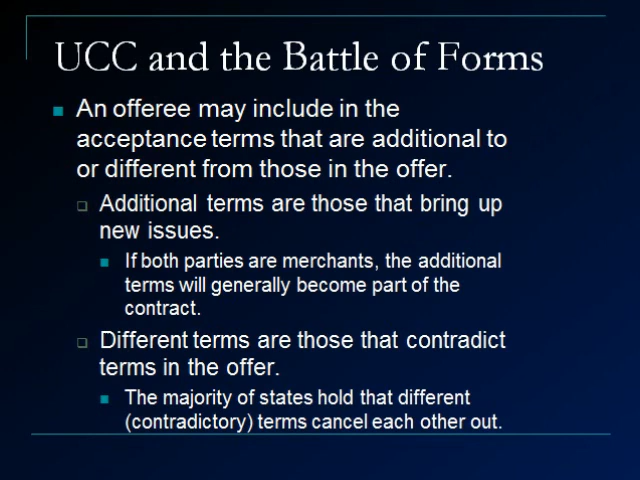 UCC and the Battle of Forms
An offeree may include in the
acceptance terms that are additional to
or different from those in the offer.
Additional terms are those that bring up
new issues.
If both parties are merchants, the additional
terms will generally become part of the
contract.
Different terms are those that contradict
terms in the offer.
The majority of states hold that different
(contradictory) terms cancel each other out.